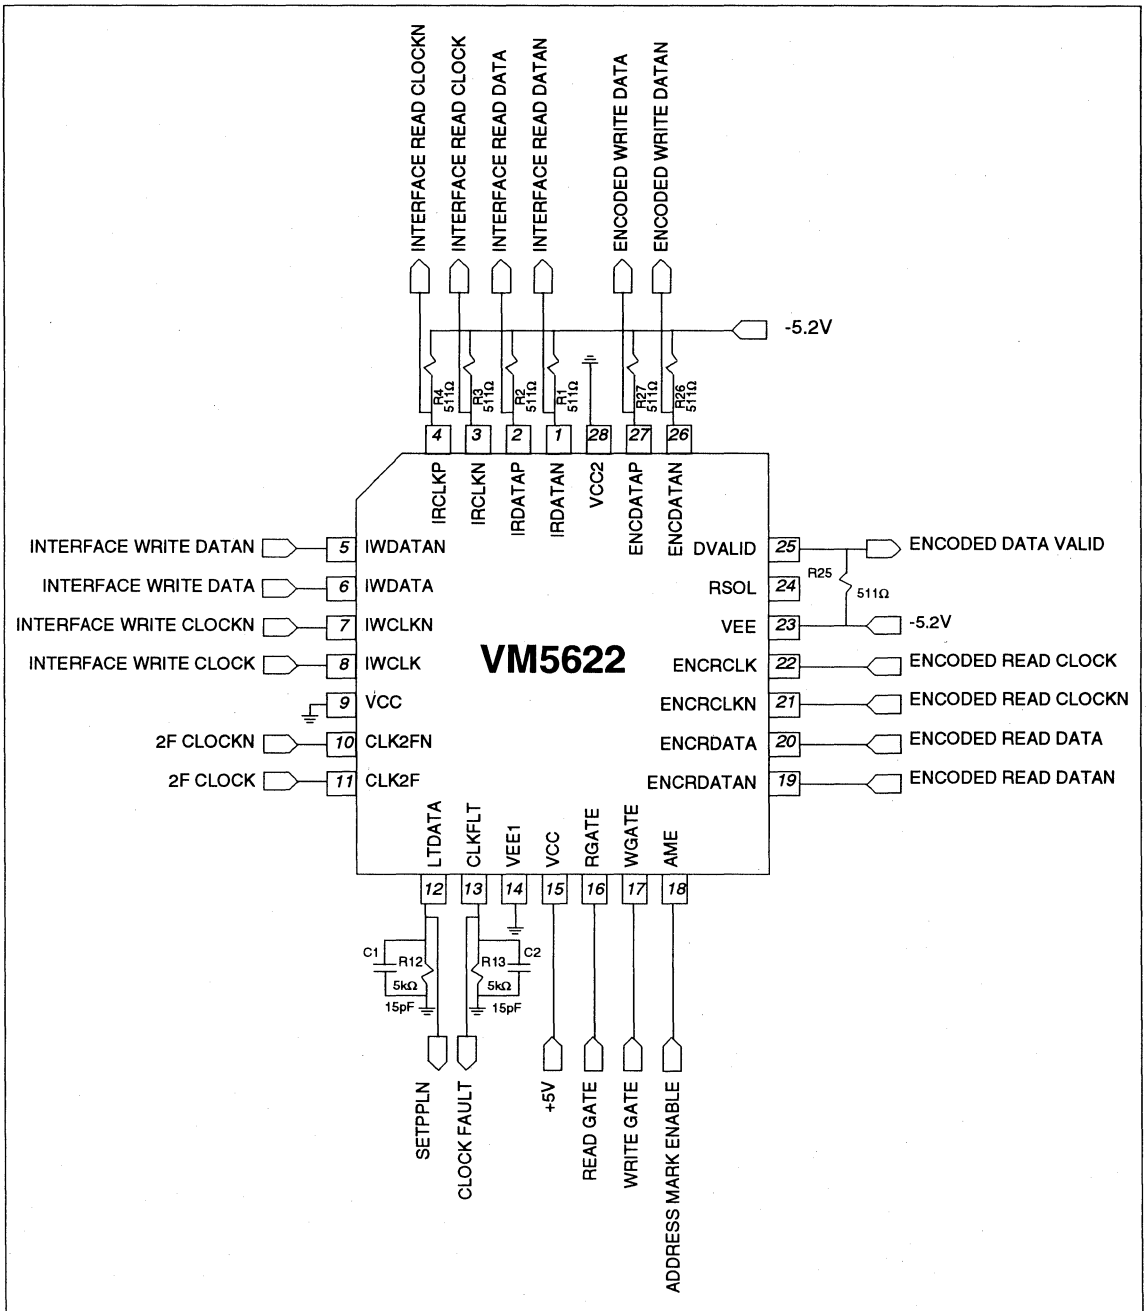 INTERFACE READ CLOCKN
INTERFACE READ CLOCK
INTERFACE READ DATA
INTERFACE READ DATAN
ENCODED WRITE DATA
ENCODED WRITE DATAN
-5.2V
R4
511Ω
R3
511Ω
R2
511Ω
R1
511Ω
R27
511Ω
R26
511Ω
4
3
2
1
28
27
26
IRCLKP
IRCLKN
IRDATAP
IRDATAN
VCC2
ENCDATAP
ENCDATAN
INTERFACE WRITE DATAN
5
IWDATAN
INTERFACE WRITE DATA
6
IWDATA
INTERFACE WRITE CLOCKN
7
IWCLKN
INTERFACE WRITE CLOCK
8
IWCLK
9
VCC
2F CLOCKN
10
CLK2FN
2F CLOCK
11
CLK2F
VM5622
DVALID
25
ENCODED DATA VALID
R25
511Ω
RSOL
24
VEE
23
-5.2V
ENCRCLK
22
ENCODED READ CLOCK
ENCRCLKN
21
ENCODED READ CLOCKN
ENCRDATA
20
ENCODED READ DATA
ENCRDATAN
19
ENCODED READ DATAN
LTDATA
CLKFLT
VEE1
VCC
RGATE
WGATE
AME
12
13
14
15
16
17
18
C1
R12
5kΩ
15pF
R13
5kΩ
C2
15pF
SETPPLN
CLOCK FAULT
+5V
READ GATE
WRITE GATE
ADDRESS MARK ENABLE